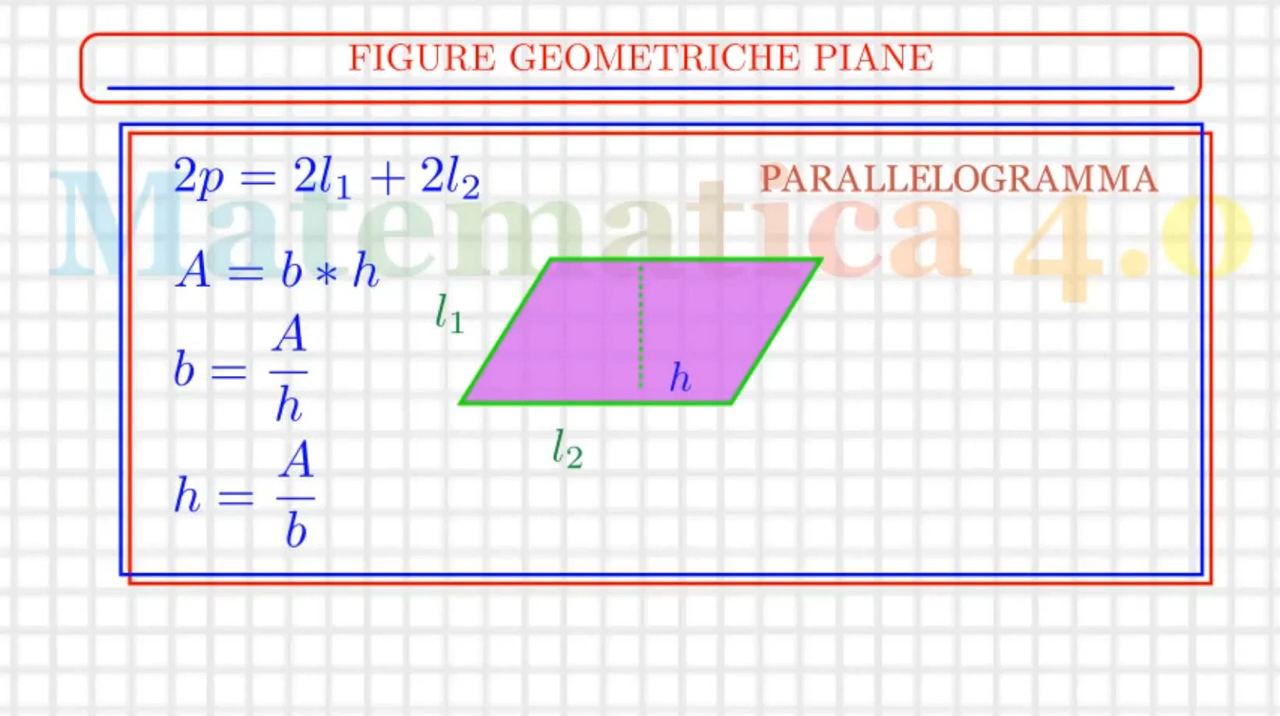 FIGURE GEOMETRICHE PIANE
Matematica 4.0
PARALLELOGRAMMA
2p = 2l₁ + 2l₂
A = b * h
b = A/h
h = A/b
l₁
h
l₂